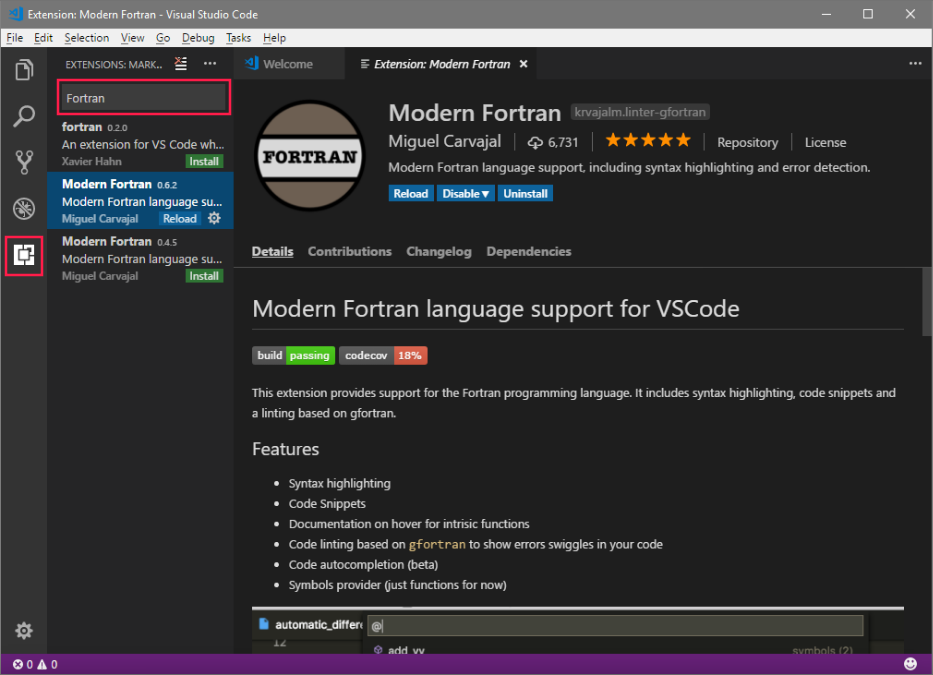 Extension: Modern Fortran - Visual Studio Code
File Edit Selection View Go Debug Tasks Help
EXTENSIONS: MARK...
Fortran
fortran 0.2.0
An extension for VS Code wh...
Xavier Hahn Install
Modern Fortran 0.6.2
Modern Fortran language su...
Miguel Carvajal Reload
Modern Fortran 0.4.5
Modern Fortran language su...
Miguel Carvajal Install
Welcome Extension: Modern Fortran
FORTRAN
Modern Fortran krvajalm.linter-gfortran
Miguel Carvajal 6,731 Repository License
Modern Fortran language support, including syntax highlighting and error detection.
Reload Disable▼ Uninstall
Details Contributions Changelog Dependencies
Modern Fortran language support for VSCode
build passing codecov 18%
This extension provides support for the Fortran programming language. It includes syntax highlighting, code snippets and
a linting based on gfortran.
Features
• Syntax highlighting
• Code Snippets
• Documentation on hover for intrisic functions
• Code linting based on gfortran to show errors swiggles in your code
• Code autocompletion (beta)
• Symbols provider (just functions for now)
automatic_differe @
12
add_vv symbols (2)
0 0